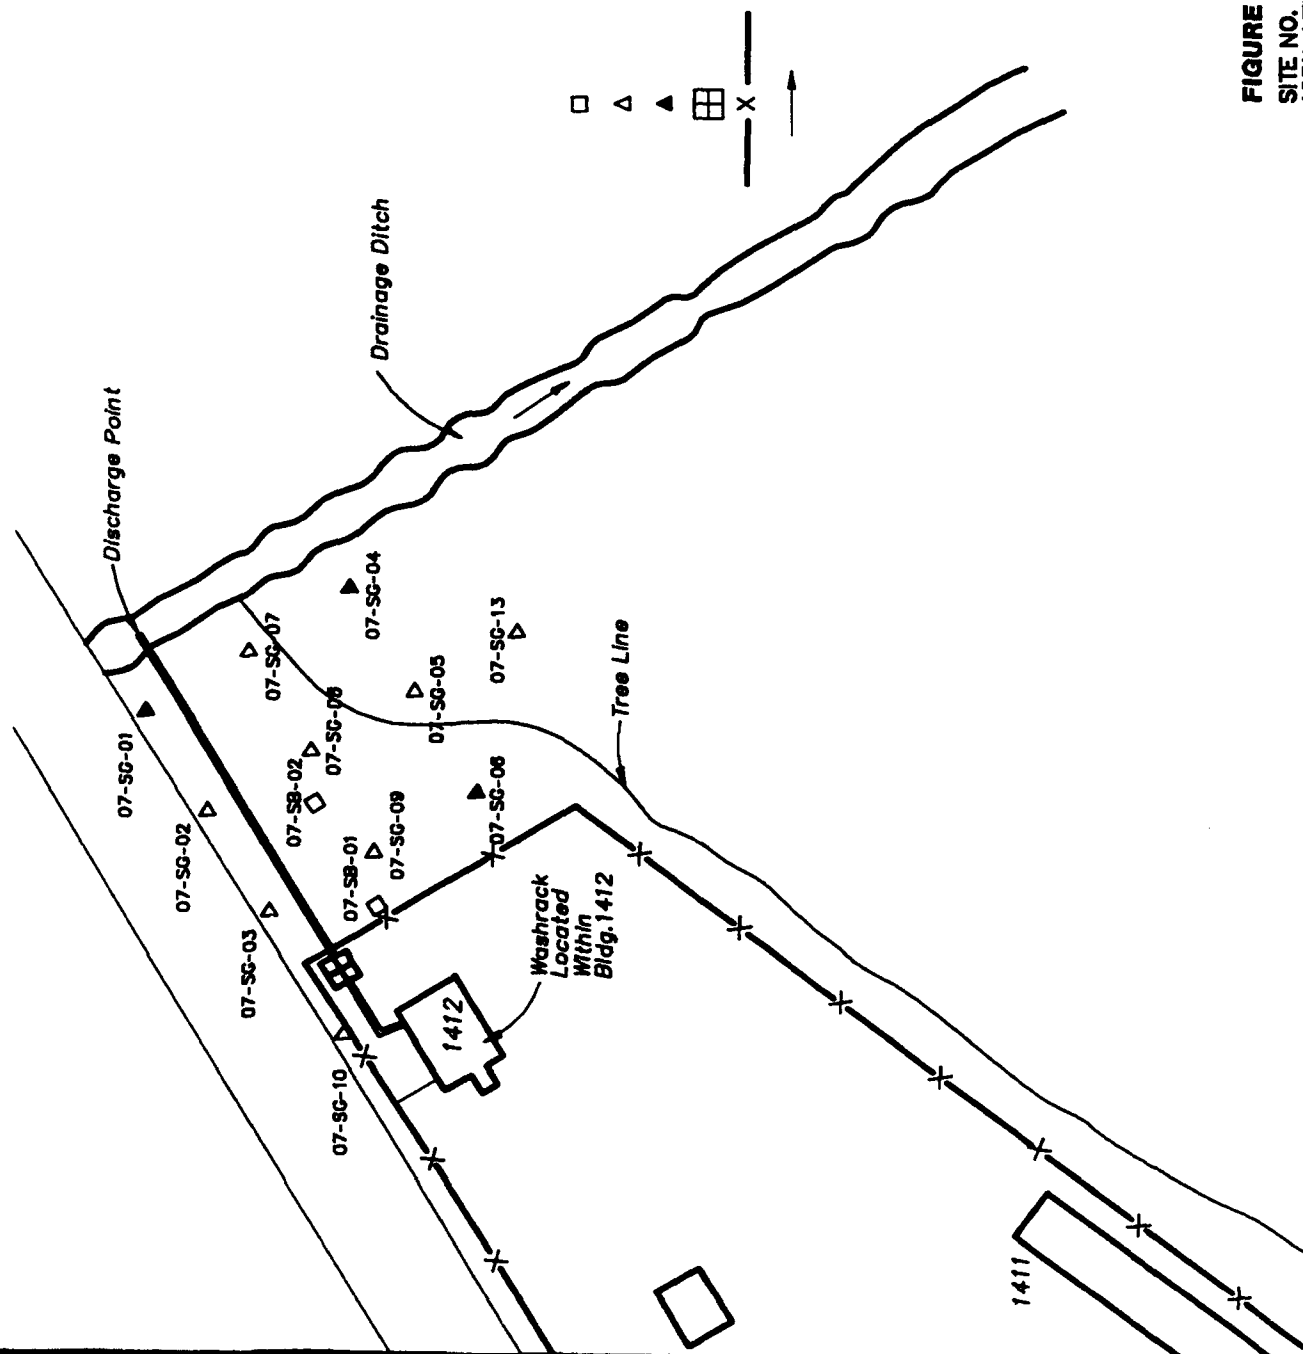 FIGURE
SITE NO.
Discharge Point
Drainage Ditch
07-SG-01
07-SG-02
07-SG-03
07-SG-10
07-SG-07
07-SG-04
07-SG-13
07-SG-05
07-SB-02
07-SB-01
07-SG-09
07-SG-06
Tree Line
Washrack
Located
Within
Bldg.1412
1412
1411